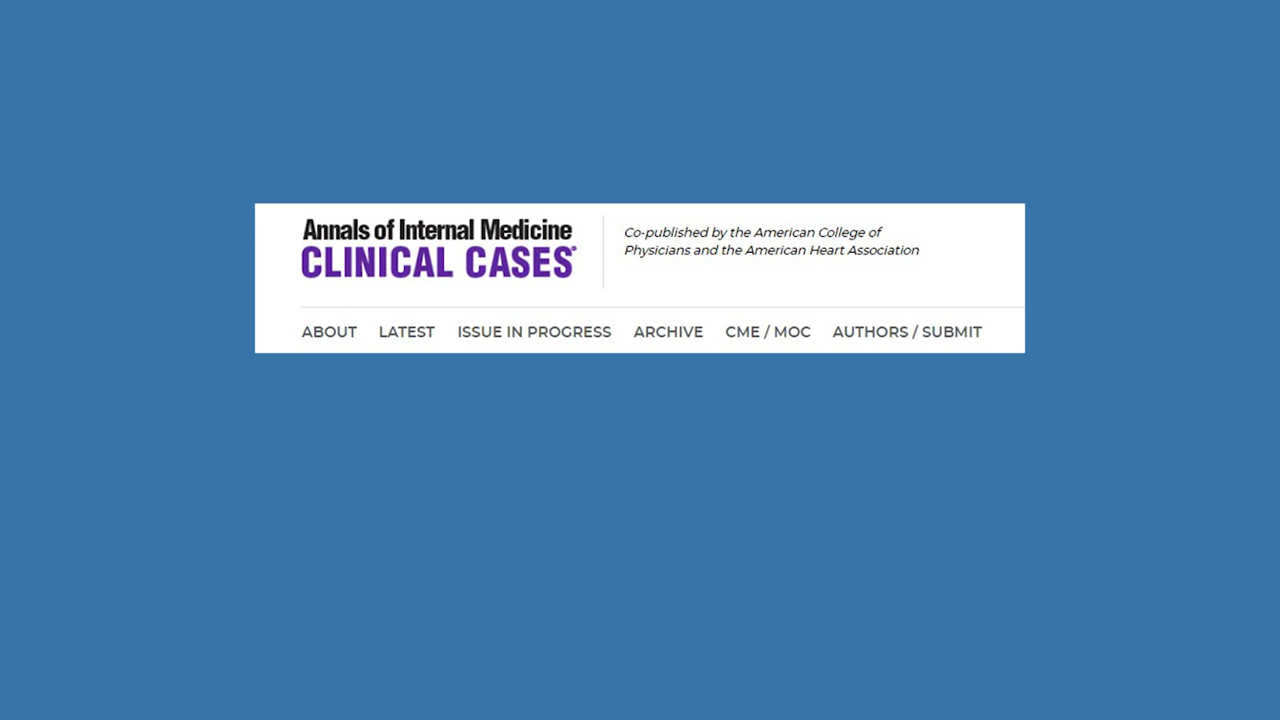 Annals of Internal Medicine
CLINICAL CASES
Co-published by the American College of
Physicians and the American Heart Association
ABOUT LATEST ISSUE IN PROGRESS ARCHIVE CME / MOC AUTHORS / SUBMIT